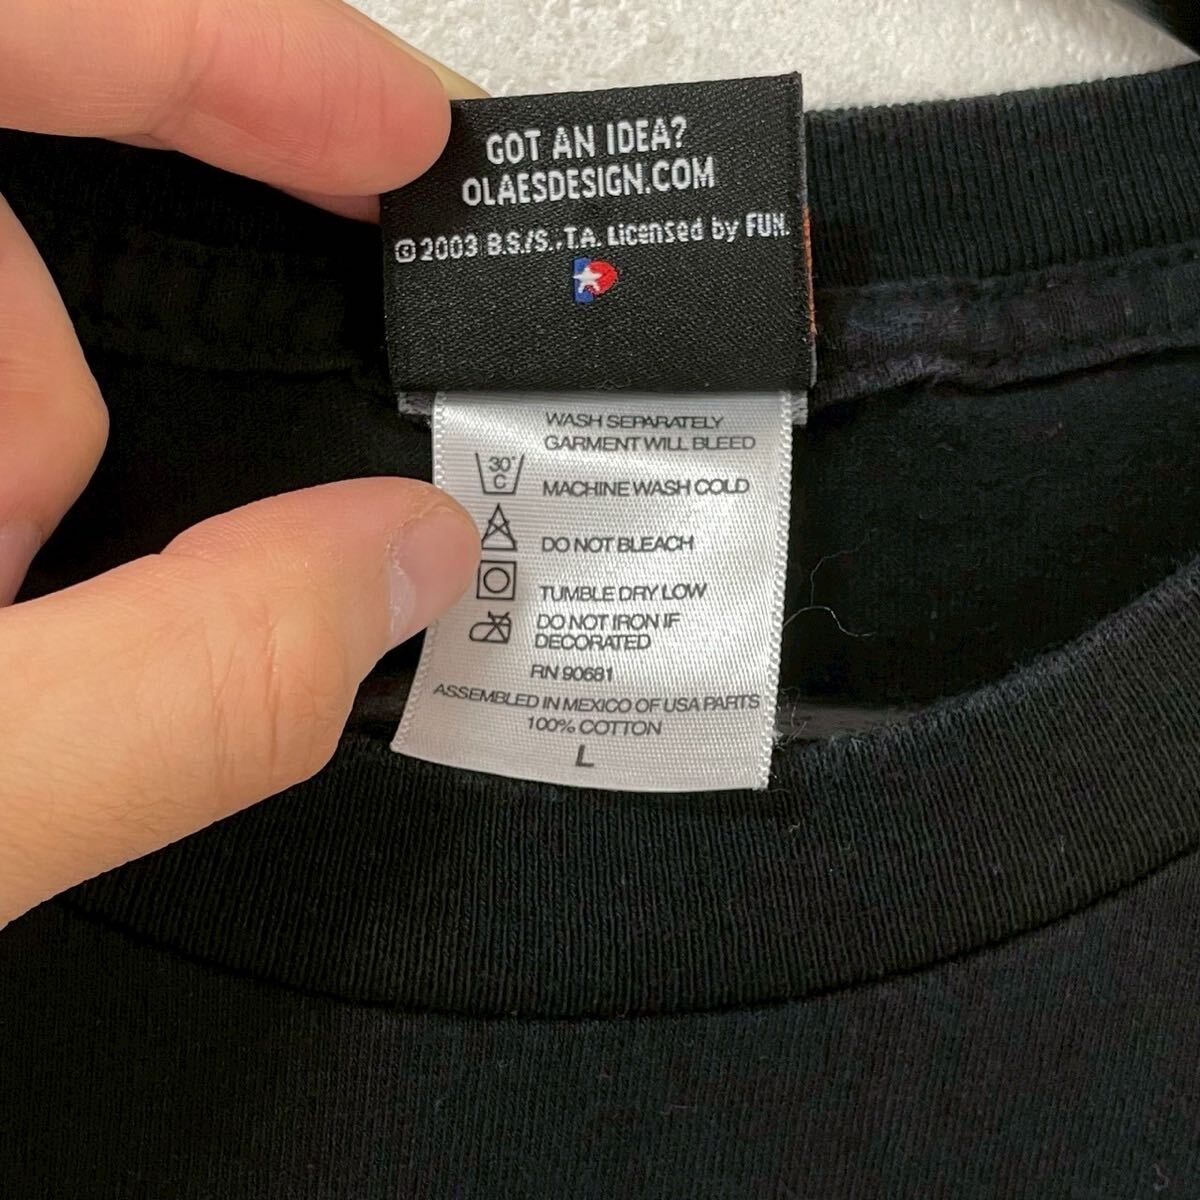 GOT AN IDEA?
OLAESDESIGN.COM
©2003 B.S./S..T.A. Licensed by FUN.
WASH SEPARATELY
GARMENT WILL BLEED
30°
C
MACHINE WASH COLD
DO NOT BLEACH
TUMBLE DRY LOW
DO NOT IRON IF
DECORATED
RN 90681
ASSEMBLED IN MEXICO OF USA PARTS
100% COTTON
L